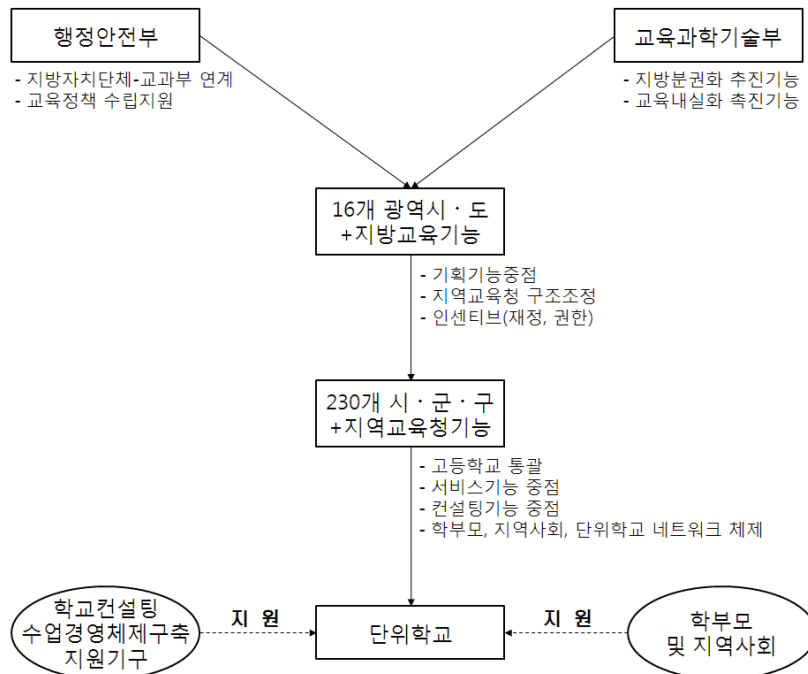 행정안전부
- 지방자치단체-교과부 연계
- 교육정책 수립지원
교육과학기술부
- 지방분권화 추진기능
- 교육내실화 촉진기능
16개 광역시 · 도
+지방교육기능
- 기획기능중점
- 지역교육청 구조조정
- 인센티브(재정, 권한)
230개 시 · 군 · 구
+지역교육청기능
- 고등학교 통괄
- 서비스기능 중점
- 컨설팅기능 중점
- 학부모, 지역사회, 단위학교 네트워크 체제
학교컨설팅
수업경영체제구축
지원기구
지 원
단위학교
지 원
학부모
및 지역사회